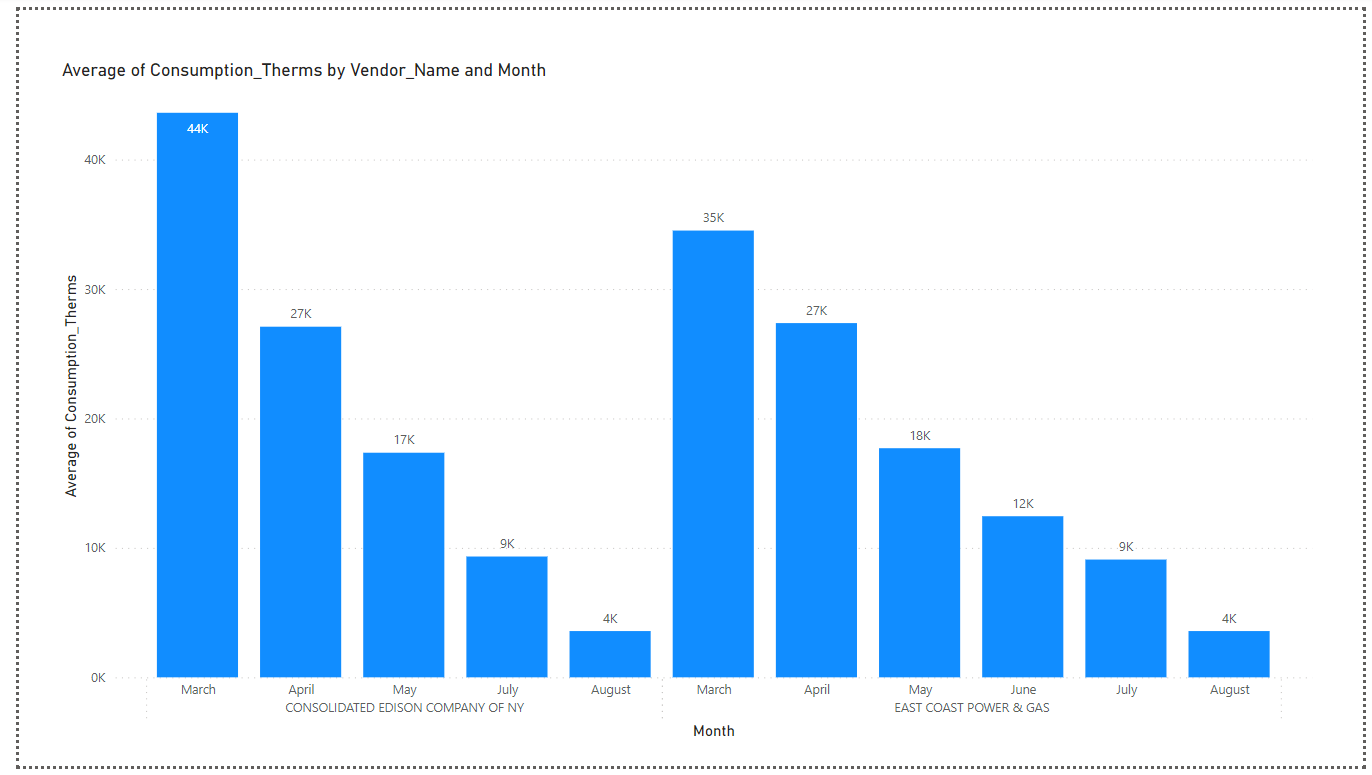 Average of Consumption_Therms by Vendor_Name and Month
44K
40K
35K
30K
27K
27K
20K
17K
18K
12K
10K
9K
9K
4K
4K
0K
Average of Consumption_Therms
March April May July August March April May June July August
CONSOLIDATED EDISON COMPANY OF NY EAST COAST POWER & GAS
Month